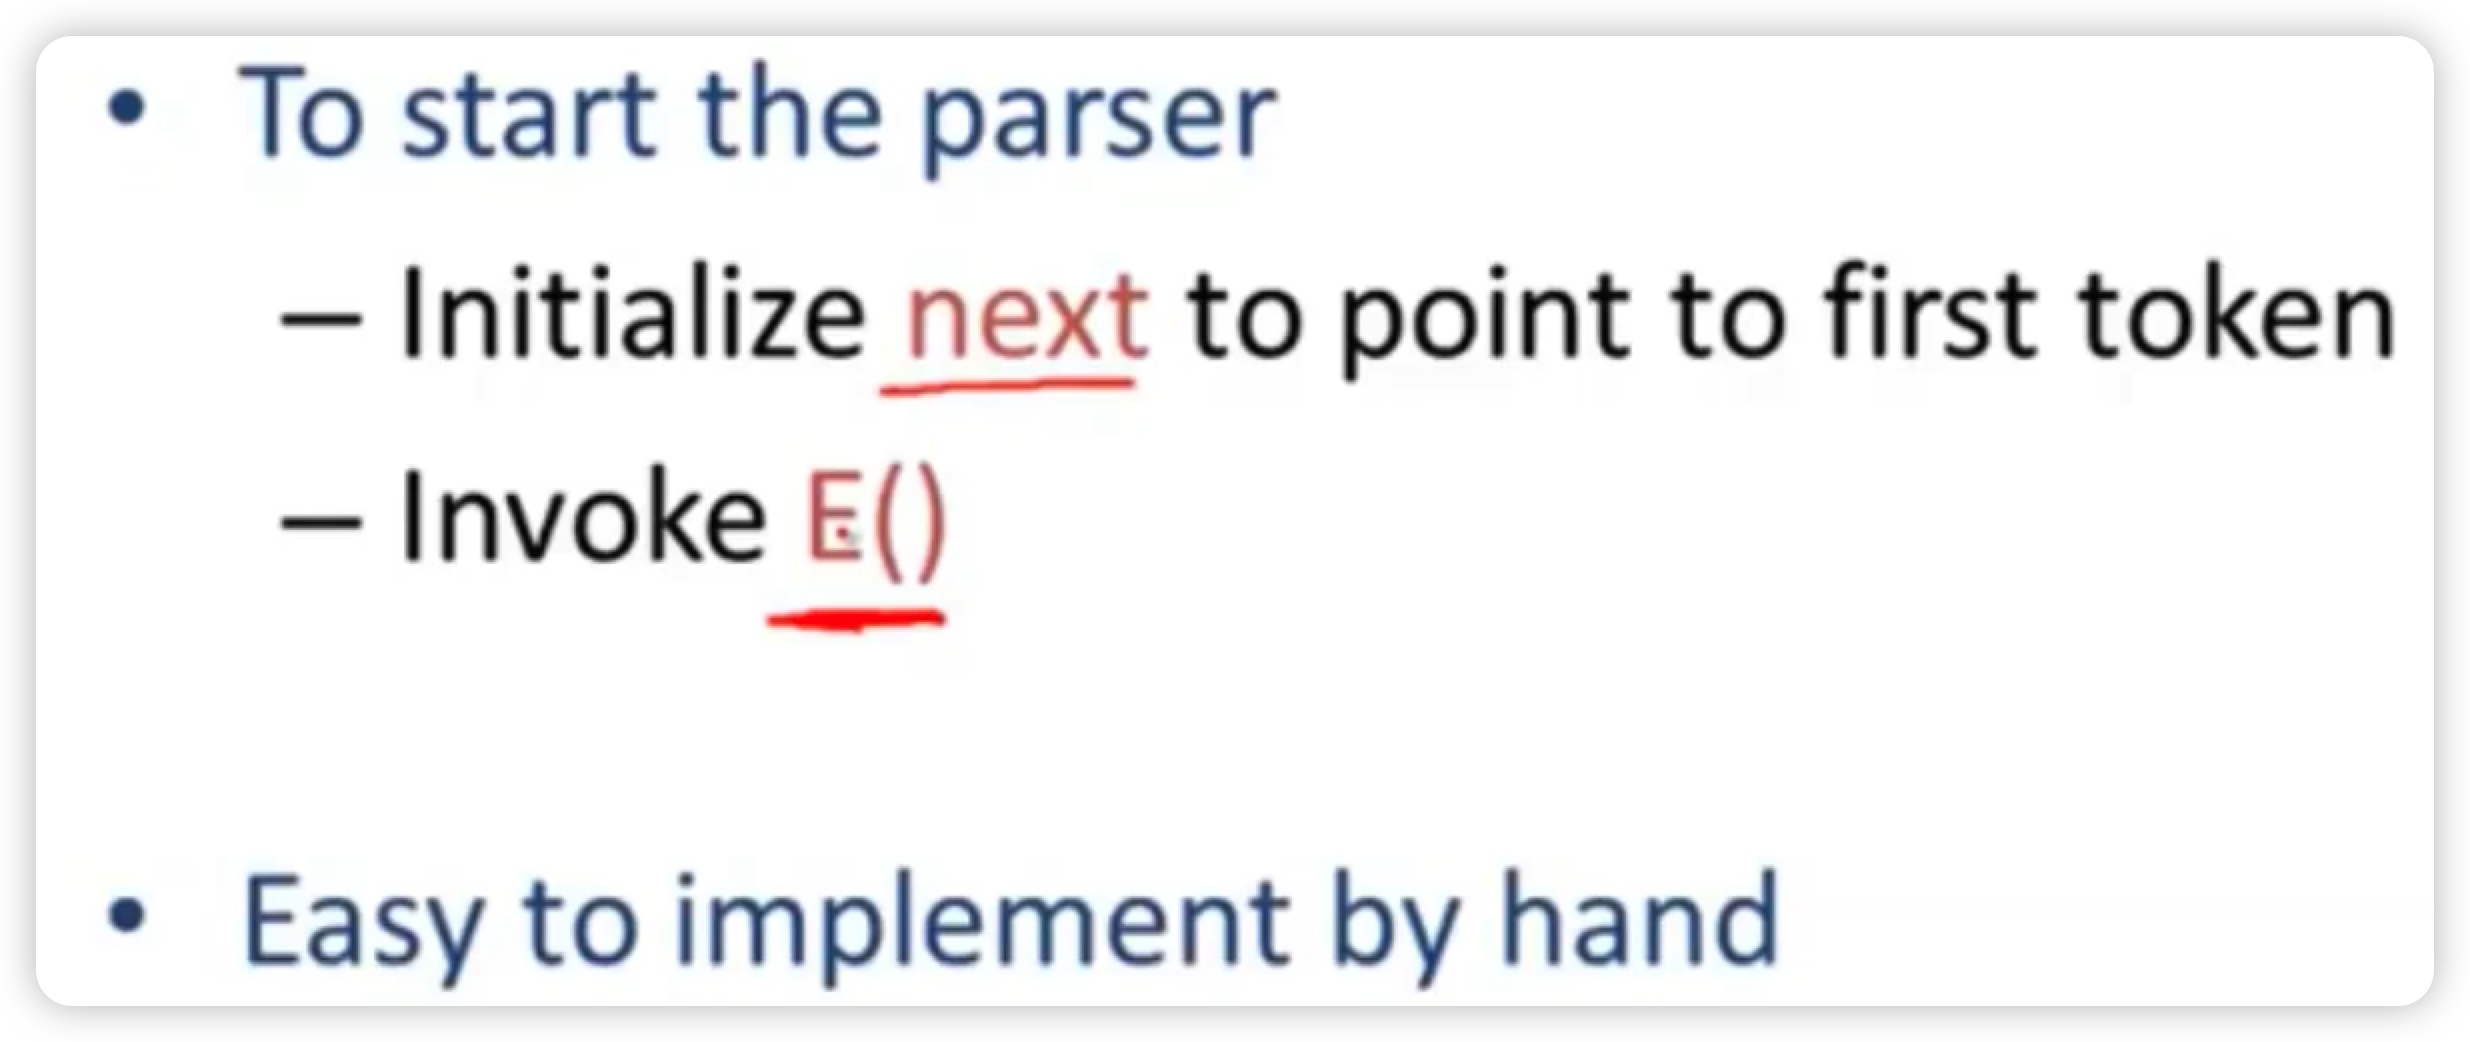 • To start the parser
– Initialize next to point to first token
– Invoke E()
• Easy to implement by hand